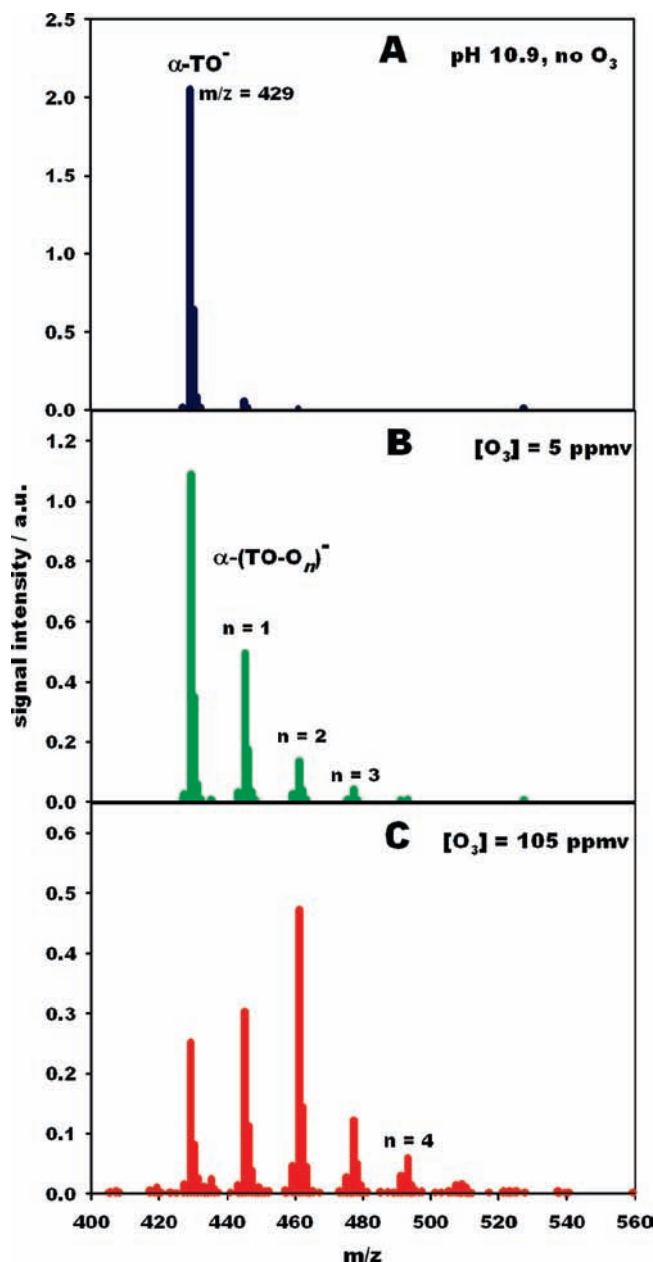 2.5
A
pH 10.9, no O₃
α-TO⁻
m/z = 429
2.0
1.5
1.0
0.5
0.0
B
[O₃] = 5 ppmv
1.2
1.0
α-(TO-Oₙ)⁻
0.8
n = 1
0.6
0.4
n = 2
0.2
n = 3
0.0
signal intensity / a.u.
C
[O₃] = 105 ppmv
0.6
0.5
0.4
0.3
0.2
0.1
n = 4
0.0
400 420 440 460 480 500 520 540 560
m/z